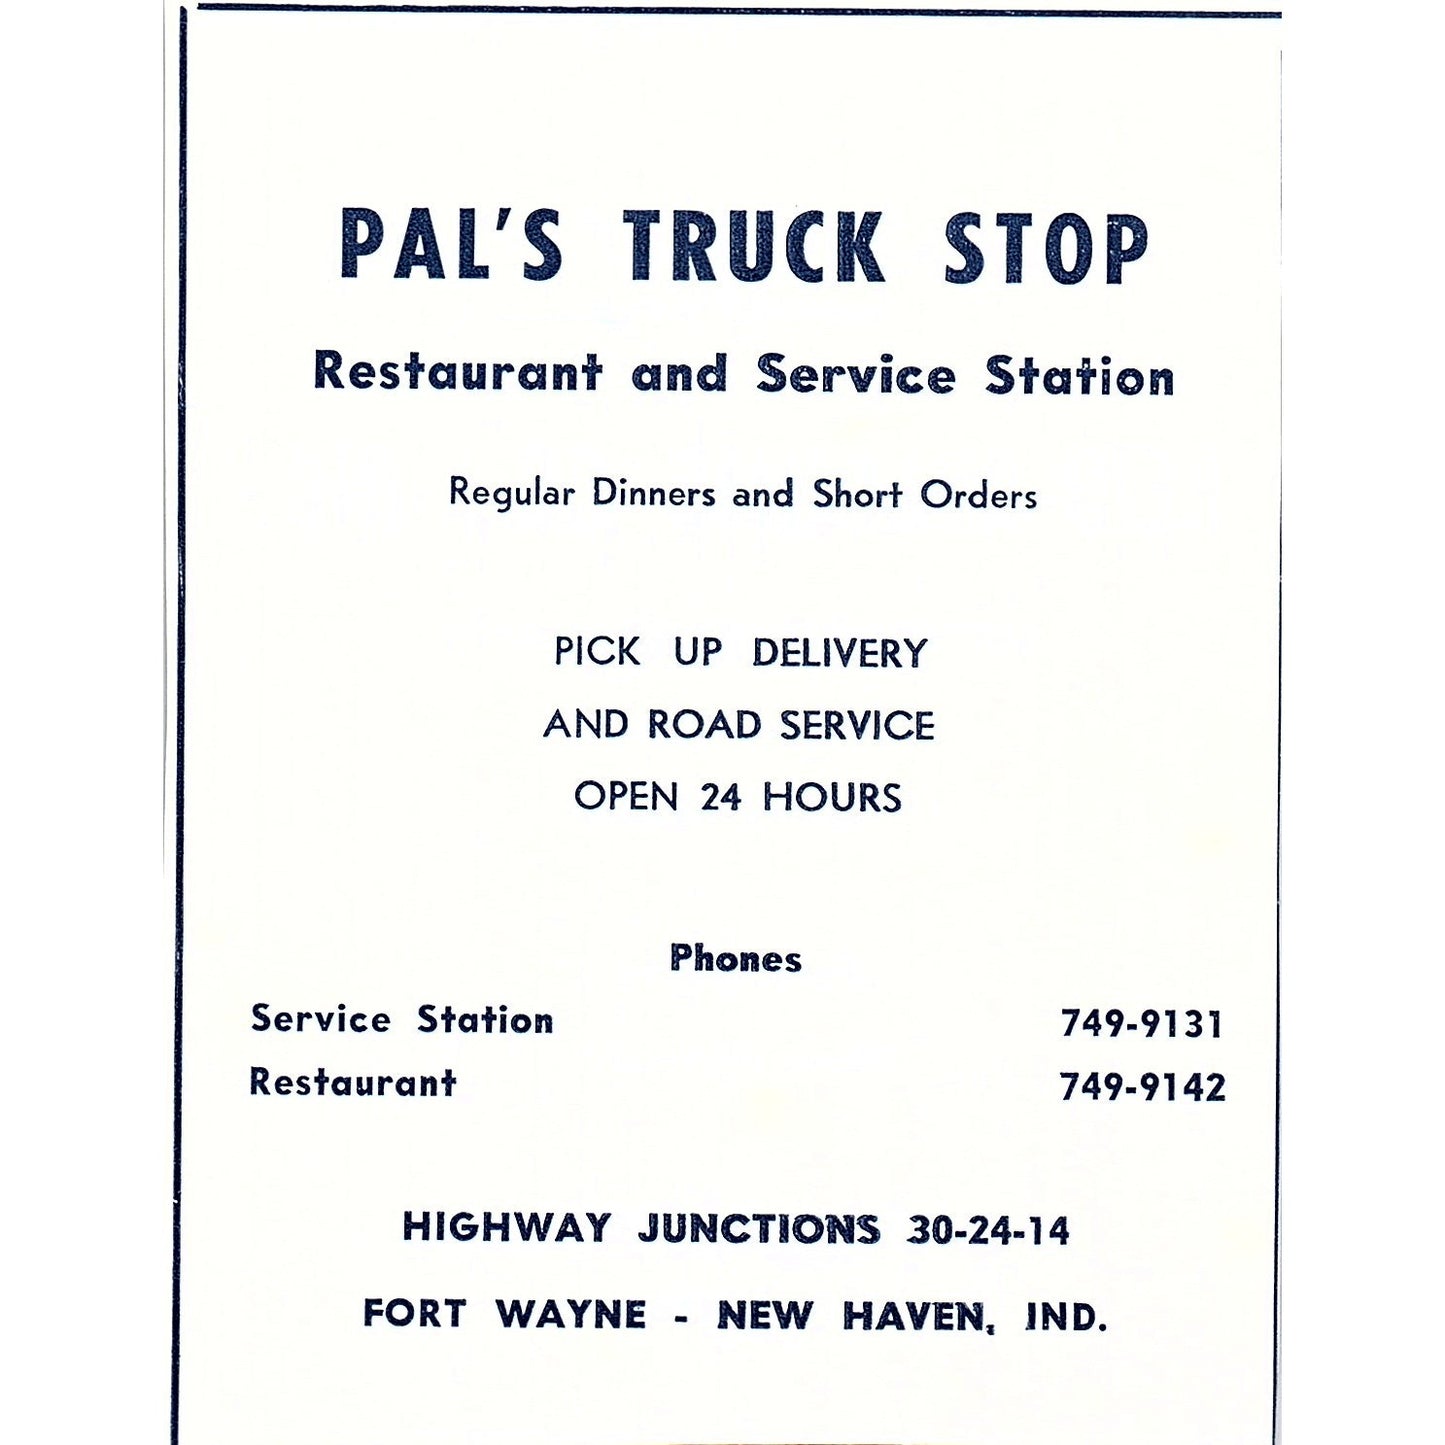 PAL'S TRUCK STOP
Restaurant and Service Station
Regular Dinners and Short Orders
PICK UP DELIVERY
AND ROAD SERVICE
OPEN 24 HOURS
Phones
Service Station 749-9131
Restaurant 749-9142
HIGHWAY JUNCTIONS 30-24-14
FORT WAYNE - NEW HAVEN, IND.